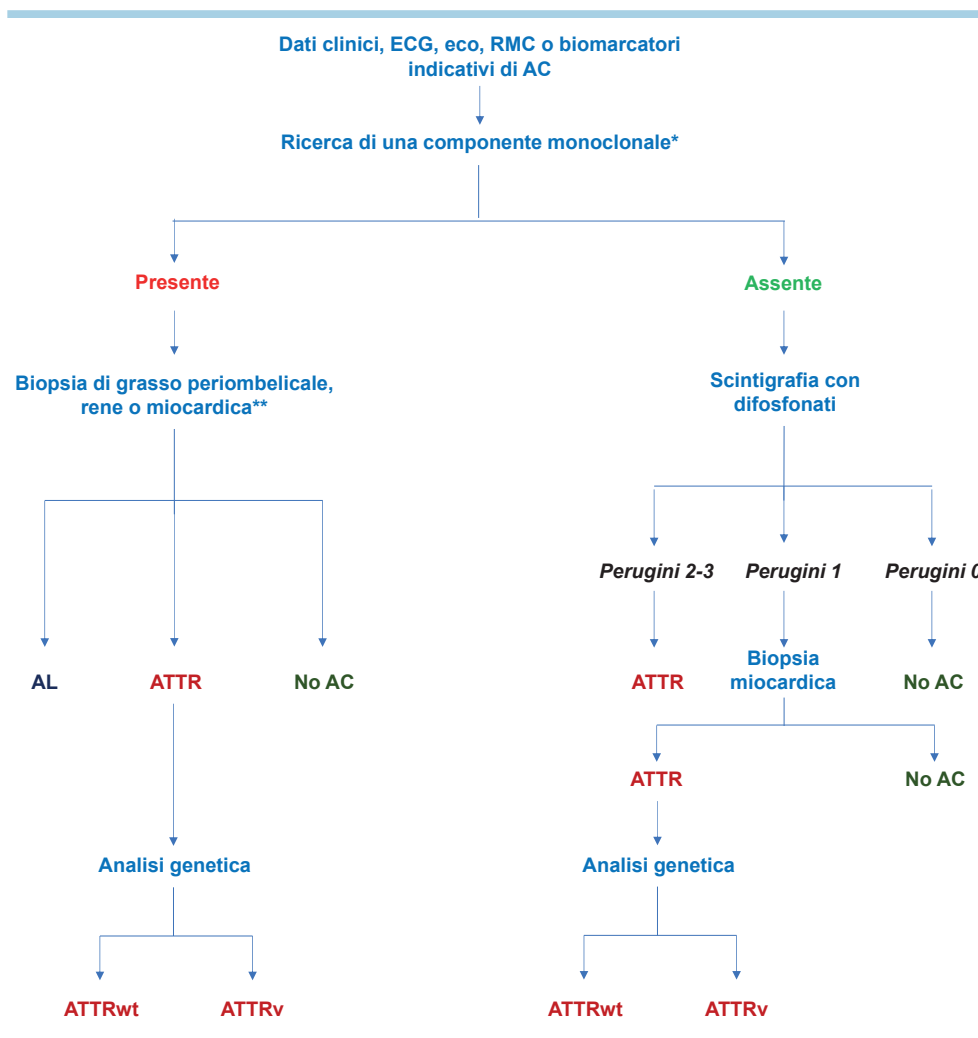 Dati clinici, ECG, eco, RMC o biomarcatori
indicativi di AC
Ricerca di una componente monoclonale*
Presente
Assente
Biopsia di grasso periombelicale,
rene o miocardica**
Scintigrafia con
difosfonati
Perugini 2-3
Perugini 1
Perugini 0
AL
ATTR
No AC
ATTR
Biopsia
miocardica
No AC
ATTR
No AC
Analisi genetica
Analisi genetica
ATTRwt
ATTRv
ATTRwt
ATTRv